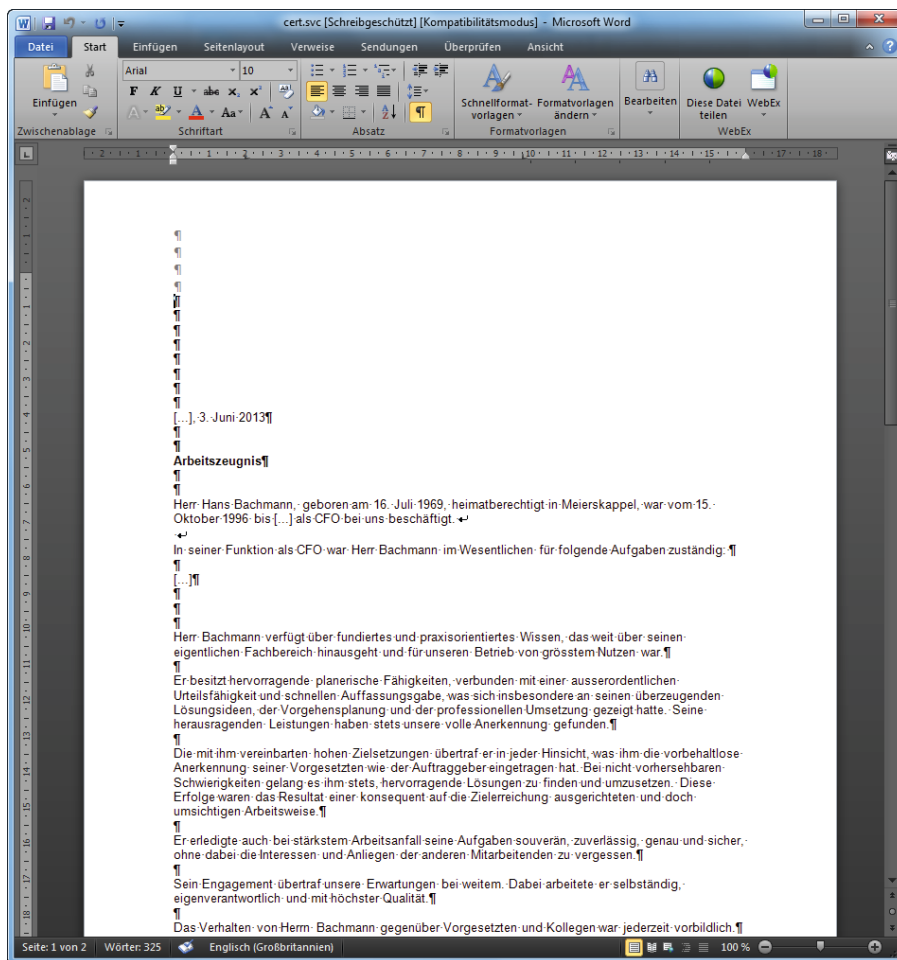 cert.svc [Schreibgeschützt] [Kompatibilitätsmodus] - Microsoft Word
Datei Start Einfügen Seitenlayout Verweise Sendungen Überprüfen Ansicht
Arial 10
F K U abe x₂ x² Aa A A
Einfügen
Schnellformat-vorlagen
Formatvorlagen ändern
Bearbeiten
Diese Datei teilen
WebEx
Zwischenablage Schriftart Absatz Formatvorlagen WebEx
[...], 3. Juni 2013¶
Arbeitszeugnis¶
Herr Hans Bachmann, geboren am 16. Juli 1969, heimatberechtigt in Meierskappel, war vom 15.
Oktober 1996 bis [...] als CFO bei uns beschäftigt.
In seiner Funktion als CFO war Herr Bachmann im Wesentlichen für folgende Aufgaben zuständig: ¶
[...]¶
Herr Bachmann verfügt über fundiertes und praxisorientiertes Wissen, das weit über seinen
eigentlichen Fachbereich hinausgeht und für unseren Betrieb von grösstem Nutzen war.¶
Er besitzt hervorragende planerische Fähigkeiten, verbunden mit einer ausserordentlichen
Urteilsfähigkeit und schnellen Auffassungsgabe, was sich insbesondere an seinen überzeugenden
Lösungsideen, der Vorgehensplanung und der professionellen Umsetzung gezeigt hatte. Seine
herausragenden Leistungen haben stets unsere volle Anerkennung gefunden.¶
Die mit ihm vereinbarten hohen Zielsetzungen übertraf er in jeder Hinsicht, was ihm die vorbehaltlose
Anerkennung seiner Vorgesetzten wie der Auftraggeber eingetragen hat. Bei nicht vorhersehbaren
Schwierigkeiten gelang es ihm stets, hervorragende Lösungen zu finden und umzusetzen. Diese
Erfolge waren das Resultat einer konsequent auf die Zielerreichung ausgerichteten und doch
umsichtigen Arbeitsweise.¶
Er erledigte auch bei stärkstem Arbeitsanfall seine Aufgaben souverän, zuverlässig, genau und sicher,
ohne dabei die Interessen und Anliegen der anderen Mitarbeitenden zu vergessen.¶
Sein Engagement übertraf unsere Erwartungen bei weitem. Dabei arbeitete er selbständig,
eigenverantwortlich und mit höchster Qualität.¶
Das Verhalten von Herrn Bachmann gegenüber Vorgesetzten und Kollegen war jederzeit vorbildlich.¶
Seite: 1 von 2 Wörter: 325 Englisch (Großbritannien) 100 %